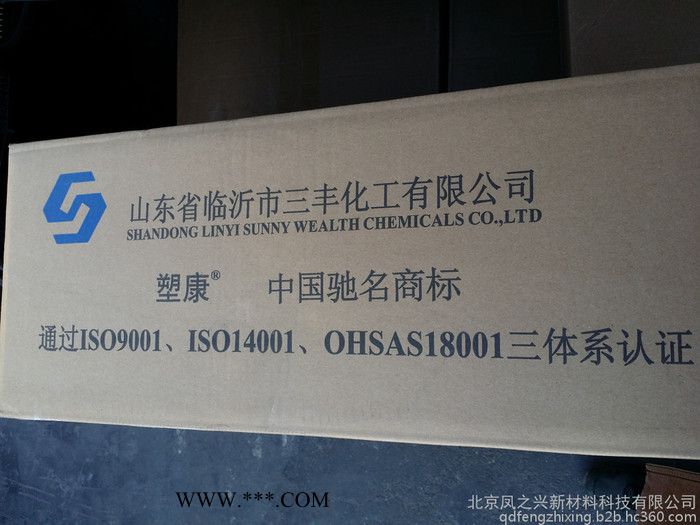 山东省临沂市三丰化工有限公司
SHANDONG LINYI SUNNY WEALTH CHEMICALS CO.,LTD
塑康® 中国驰名商标
通过ISO9001、ISO14001、OHSAS18001三体系认证
WWW.***.COM
北京凤之兴新材料科技有限公司
qdfengzhixing.b2b.hc360.com